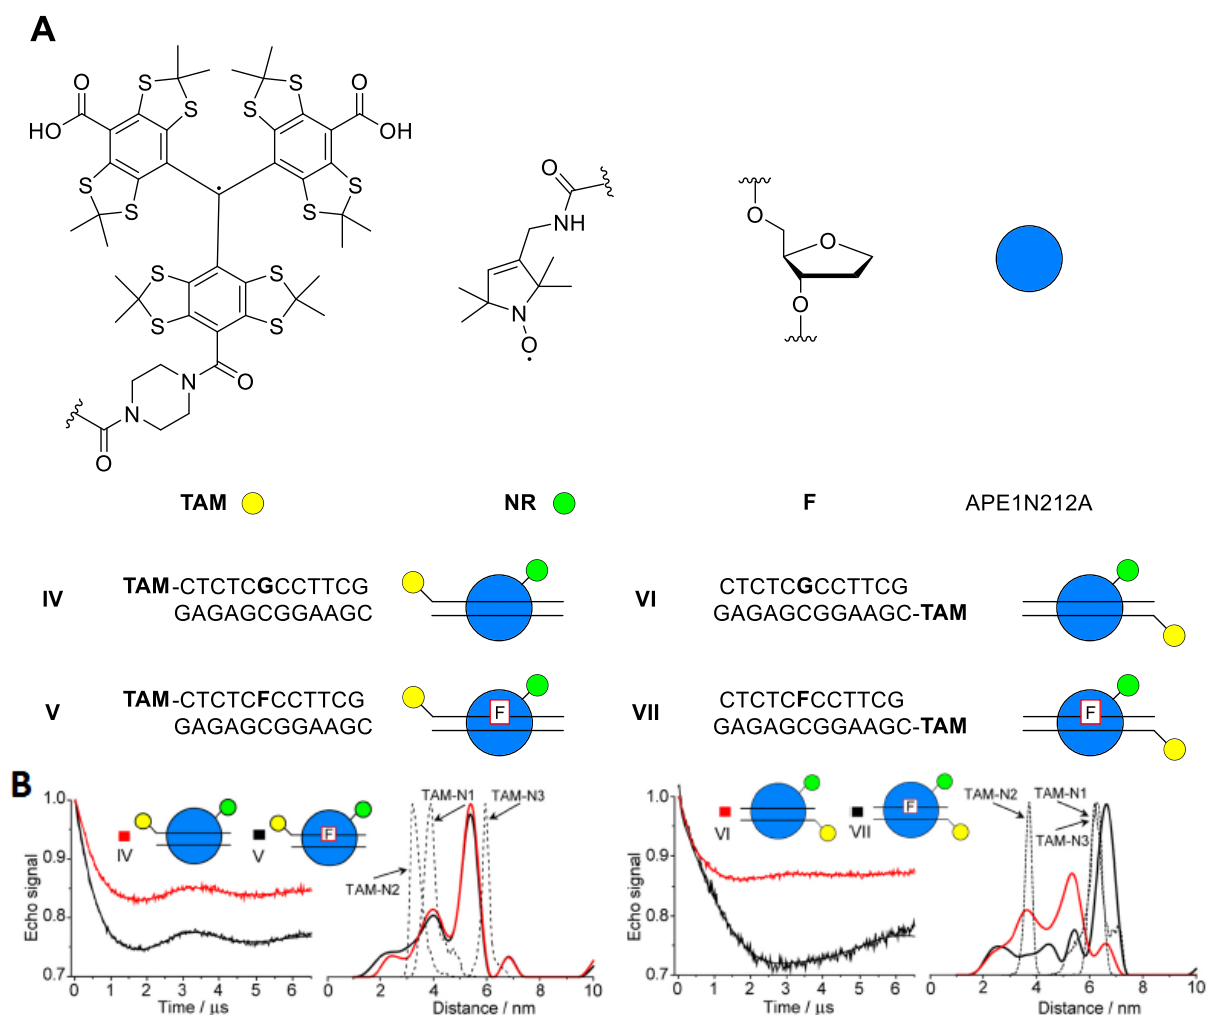 A
O
HO
S
S
S
S
S
S
S
S
O
OH
S
S
S
S
N
O
N
O
O
NH
N
O
O
O
O
TAM
NR
F
APE1N212A
IV
TAM-CTCTCGCCTTCG
GAGAGCGGAAGC
VI
CTCTCGCCTTCG
GAGAGCGGAAGC-TAM
V
TAM-CTCTCFCCTTCG
GAGAGCGGAAGC
F
VII
CTCTCFCCTTCG
GAGAGCGGAAGC-TAM
F
B
Echo signal
1.0
0.9
0.8
0.7
0 1 2 3 4 5 6
Time / μs
IV
V
F
TAM-N1
TAM-N3
TAM-N2
0 2 4 6 8 10
Distance / nm
Echo signal
1.0
0.9
0.8
0.7
0 1 2 3 4 5 6
Time / μs
VI
VII
F
TAM-N2
TAM-N1
TAM-N3
0 2 4 6 8 10
Distance / nm